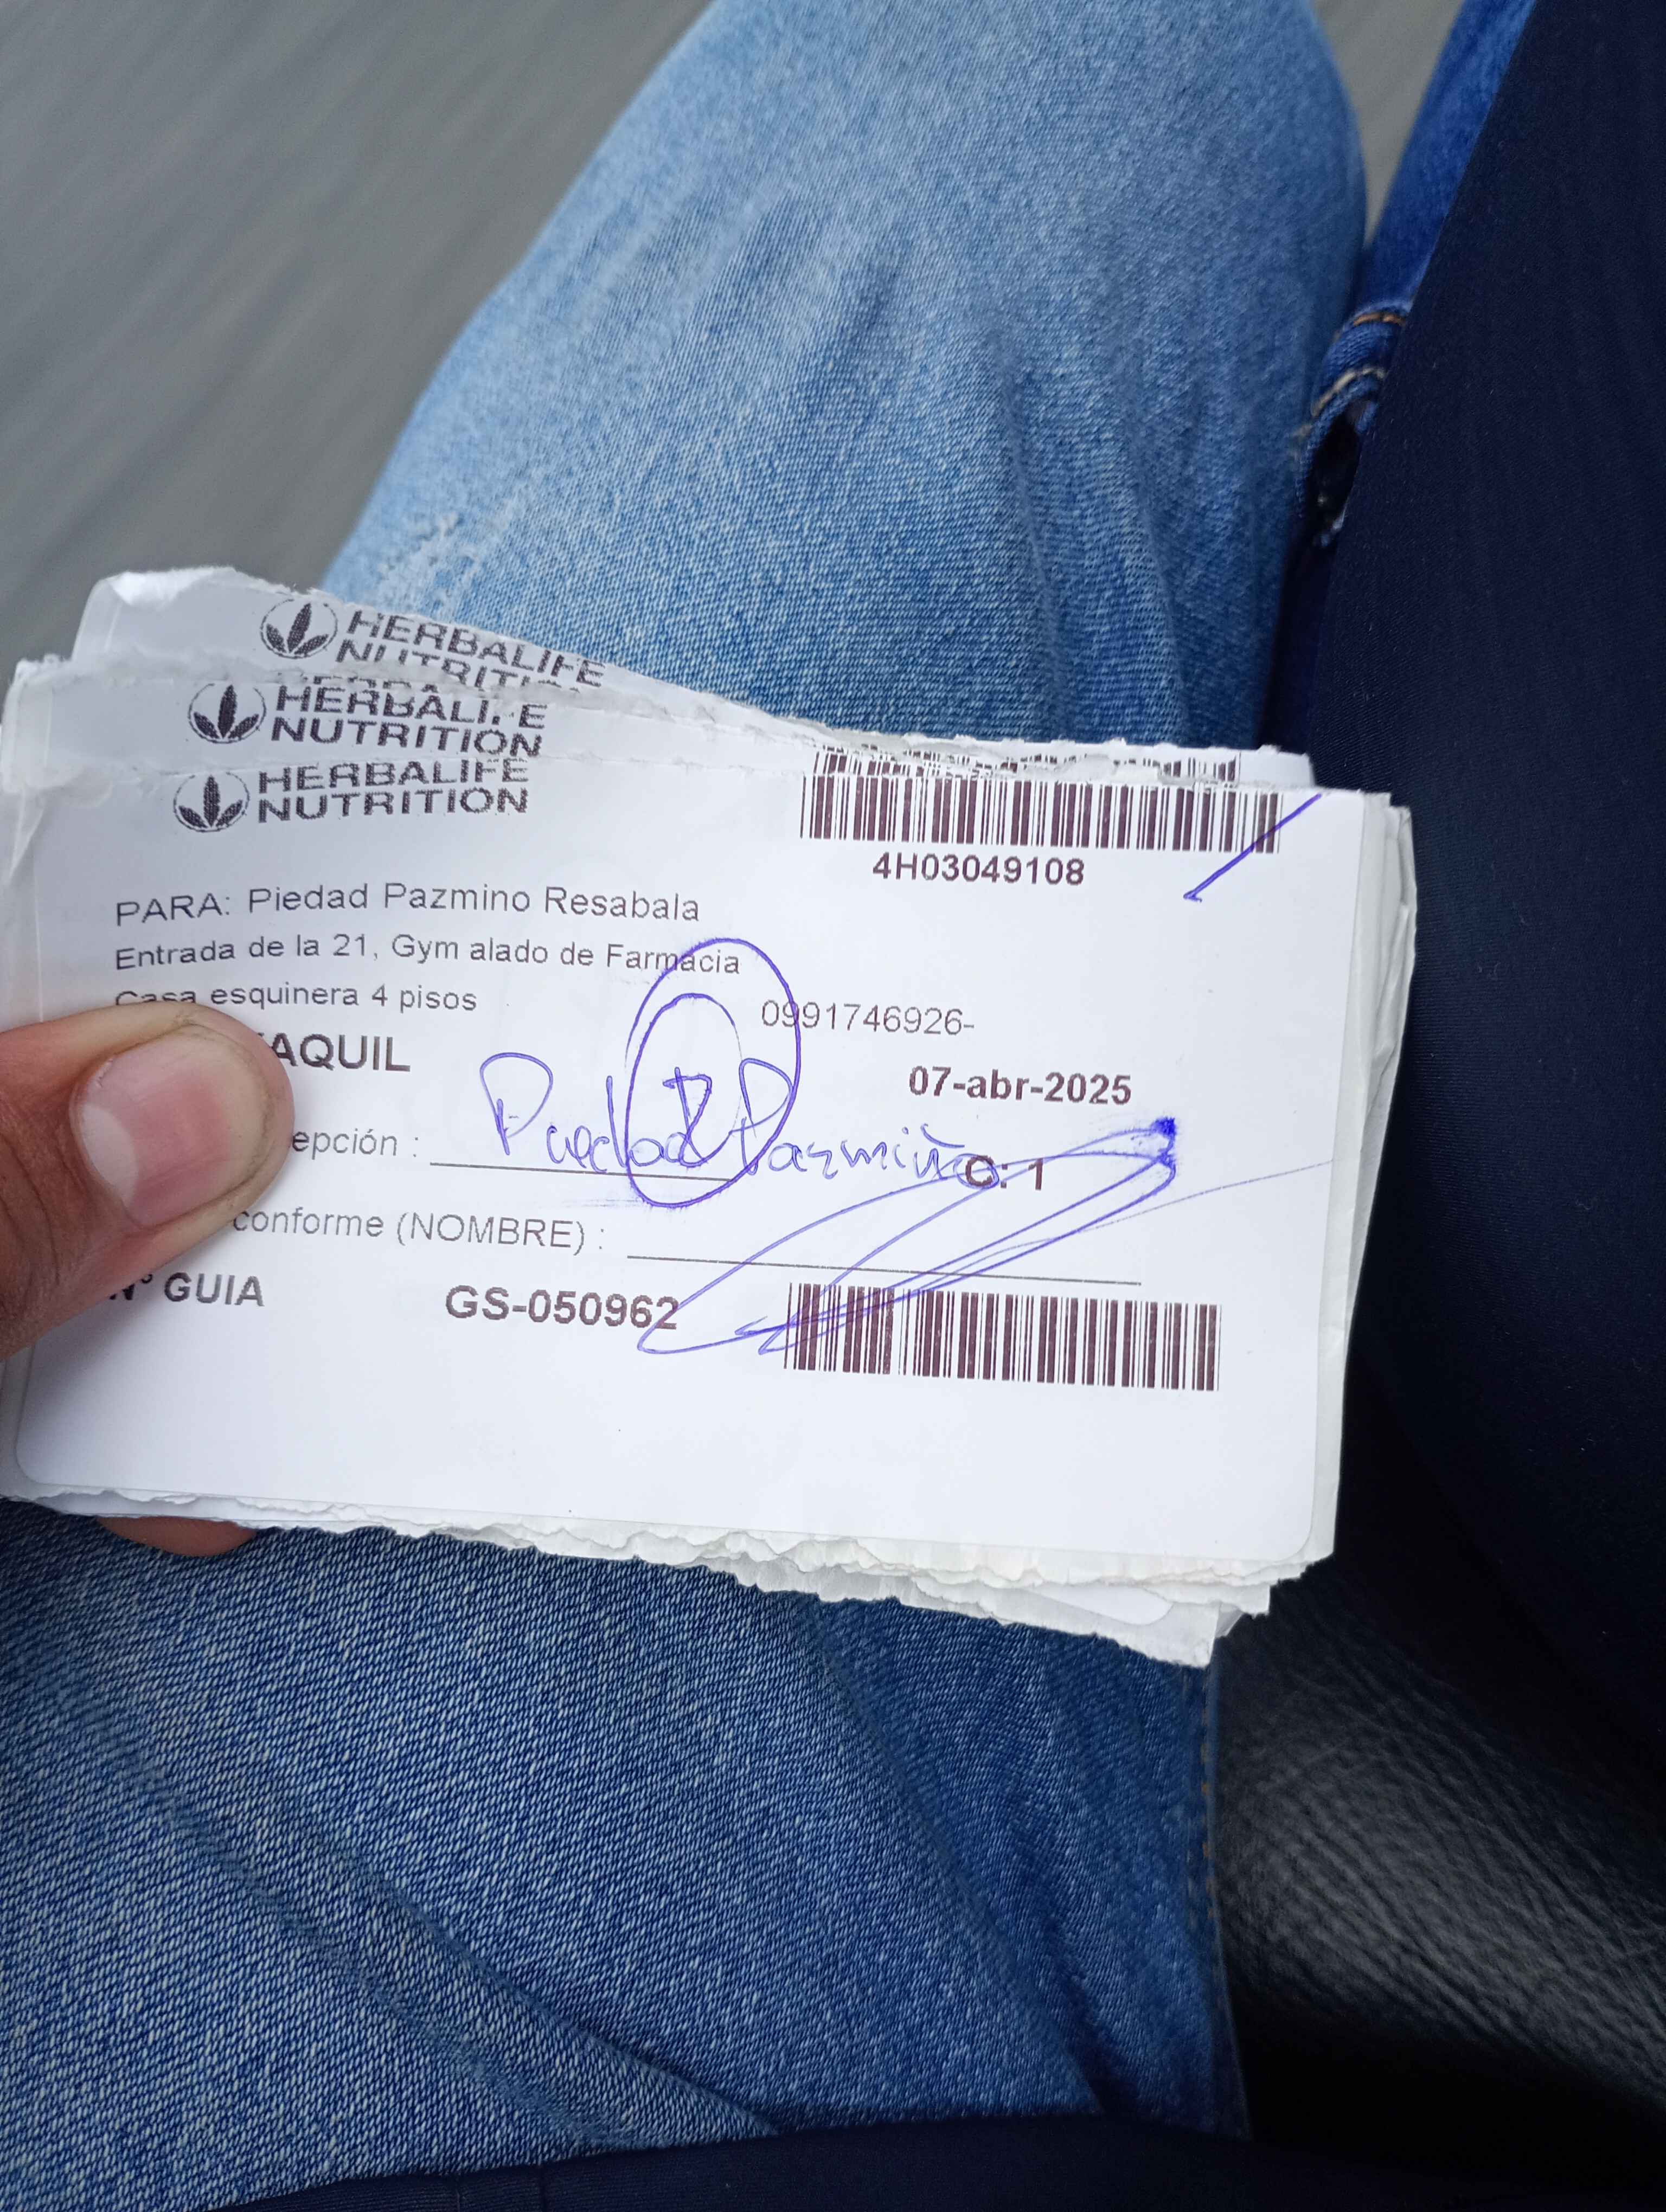 HERBALIFE
NUTRITION
HERBALIFE
NUTRITION
HERBALIFE
NUTRITION
4H03049108
PARA: Piedad Pazmino Resabala
Entrada de la 21, Gym alado de Farmacia
Casa esquinera 4 pisos
0991746926-
AQUIL
07-abr-2025
epción : Piedad Pazmiño
C: 1
conforme (NOMBRE) :
N° GUIA GS-050962